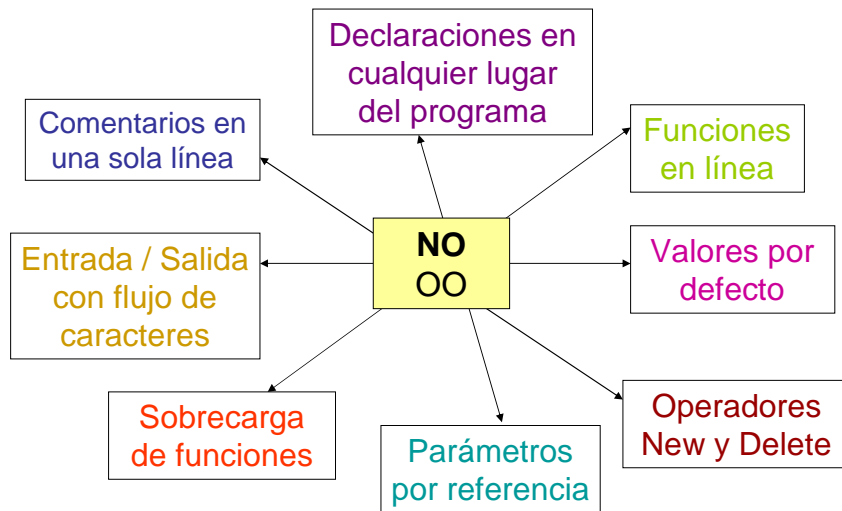 Declaraciones en
cualquier lugar
del programa
Comentarios en
una sola línea
Funciones
en línea
NO
OO
Entrada / Salida
con flujo de
caracteres
Valores por
defecto
Sobrecarga
de funciones
Parámetros
por referencia
Operadores
New y Delete